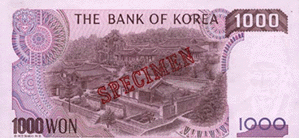 THE BANK OF KOREA 1000
SPECIMEN
1000 WON 1000